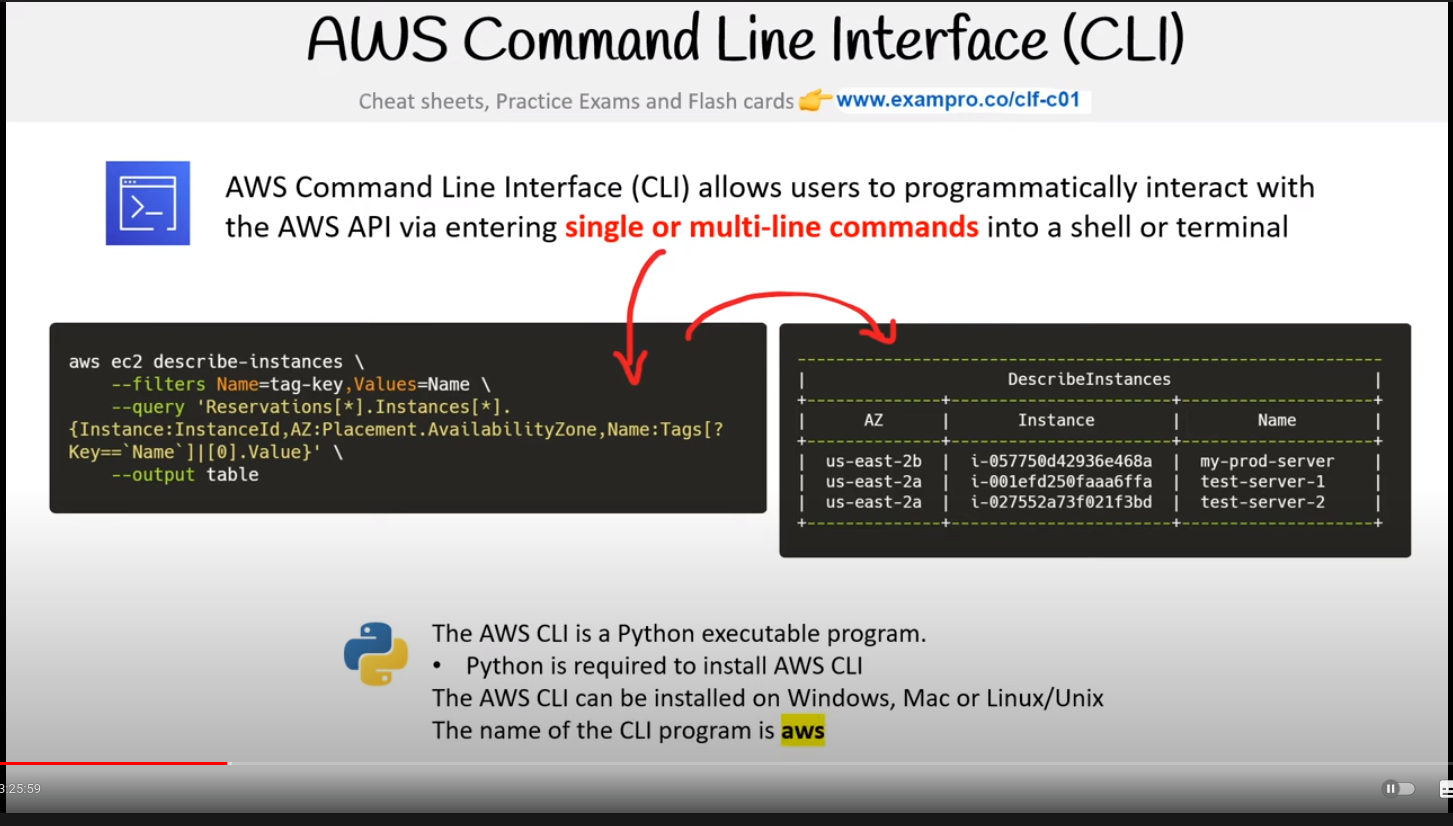 AWS Command Line Interface (CLI)
Cheat sheets, Practice Exams and Flash cards 👉 www.exampro.co/clf-c01
AWS Command Line Interface (CLI) allows users to programmatically interact with
the AWS API via entering single or multi-line commands into a shell or terminal
aws ec2 describe-instances \
    --filters Name=tag-key,Values=Name \
    --query 'Reservations[*].Instances[*].
{Instance:InstanceId,AZ:Placement.AvailabilityZone,Name:Tags[?
Key==`Name`]|[0].Value}' \
    --output table
DescribeInstances
| AZ | Instance | Name |
| us-east-2b | i-057750d42936e468a | my-prod-server |
| us-east-2a | i-001efd250faaa6ffa | test-server-1 |
| us-east-2a | i-027552a73f021f3bd | test-server-2 |
The AWS CLI is a Python executable program.
• Python is required to install AWS CLI
The AWS CLI can be installed on Windows, Mac or Linux/Unix
The name of the CLI program is aws
3:25:59